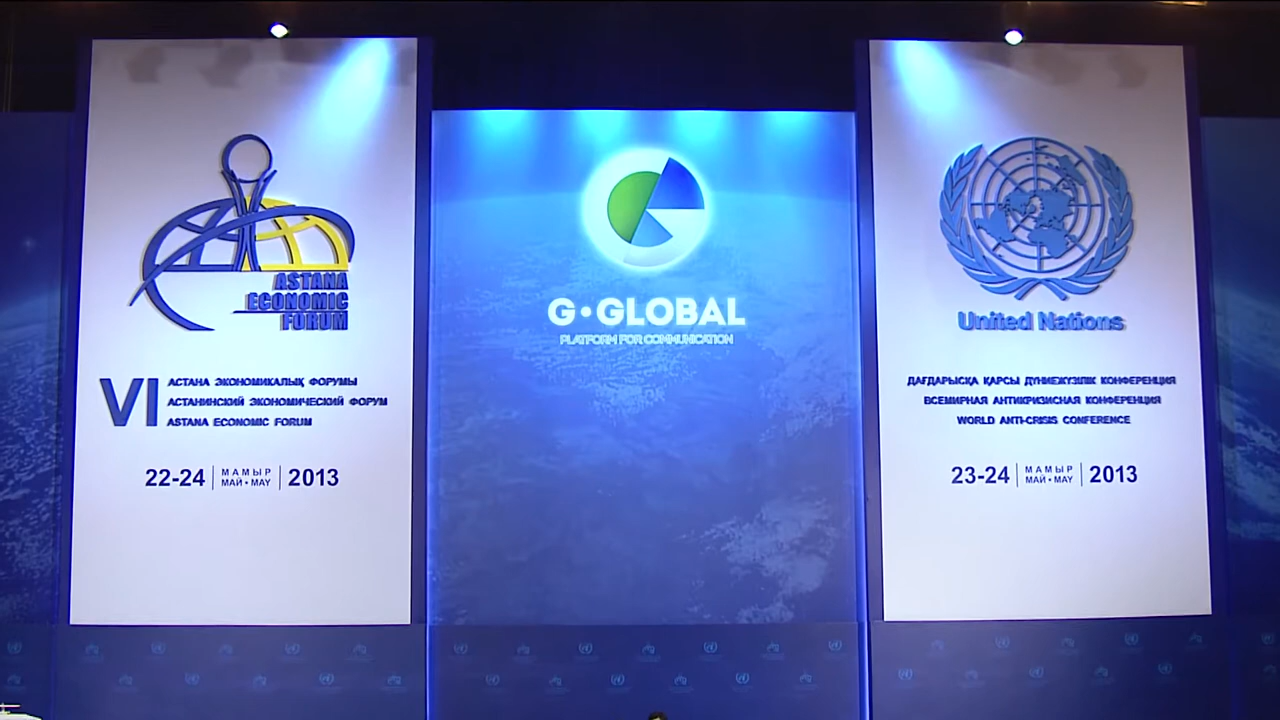 ASTANA
ECONOMIC
FORUM
VI
АСТАНА ЭКОНОМИКАЛЫҚ ФОРУМЫ
АСТАНИНСКИЙ ЭКОНОМИЧЕСКИЙ ФОРУМ
ASTANA ECONOMIC FORUM
22-24 МАМЫР МАЙ • MAY 2013
G•GLOBAL
PLATFORM FOR COMMUNICATION
United Nations
ДАҒДАРЫСҚА ҚАРСЫ ДҮНИЕЖҮЗІЛІК КОНФЕРЕНЦИЯ
ВСЕМИРНАЯ АНТИКРИЗИСНАЯ КОНФЕРЕНЦИЯ
WORLD ANTI-CRISIS CONFERENCE
23-24 МАМЫР МАЙ • MAY 2013